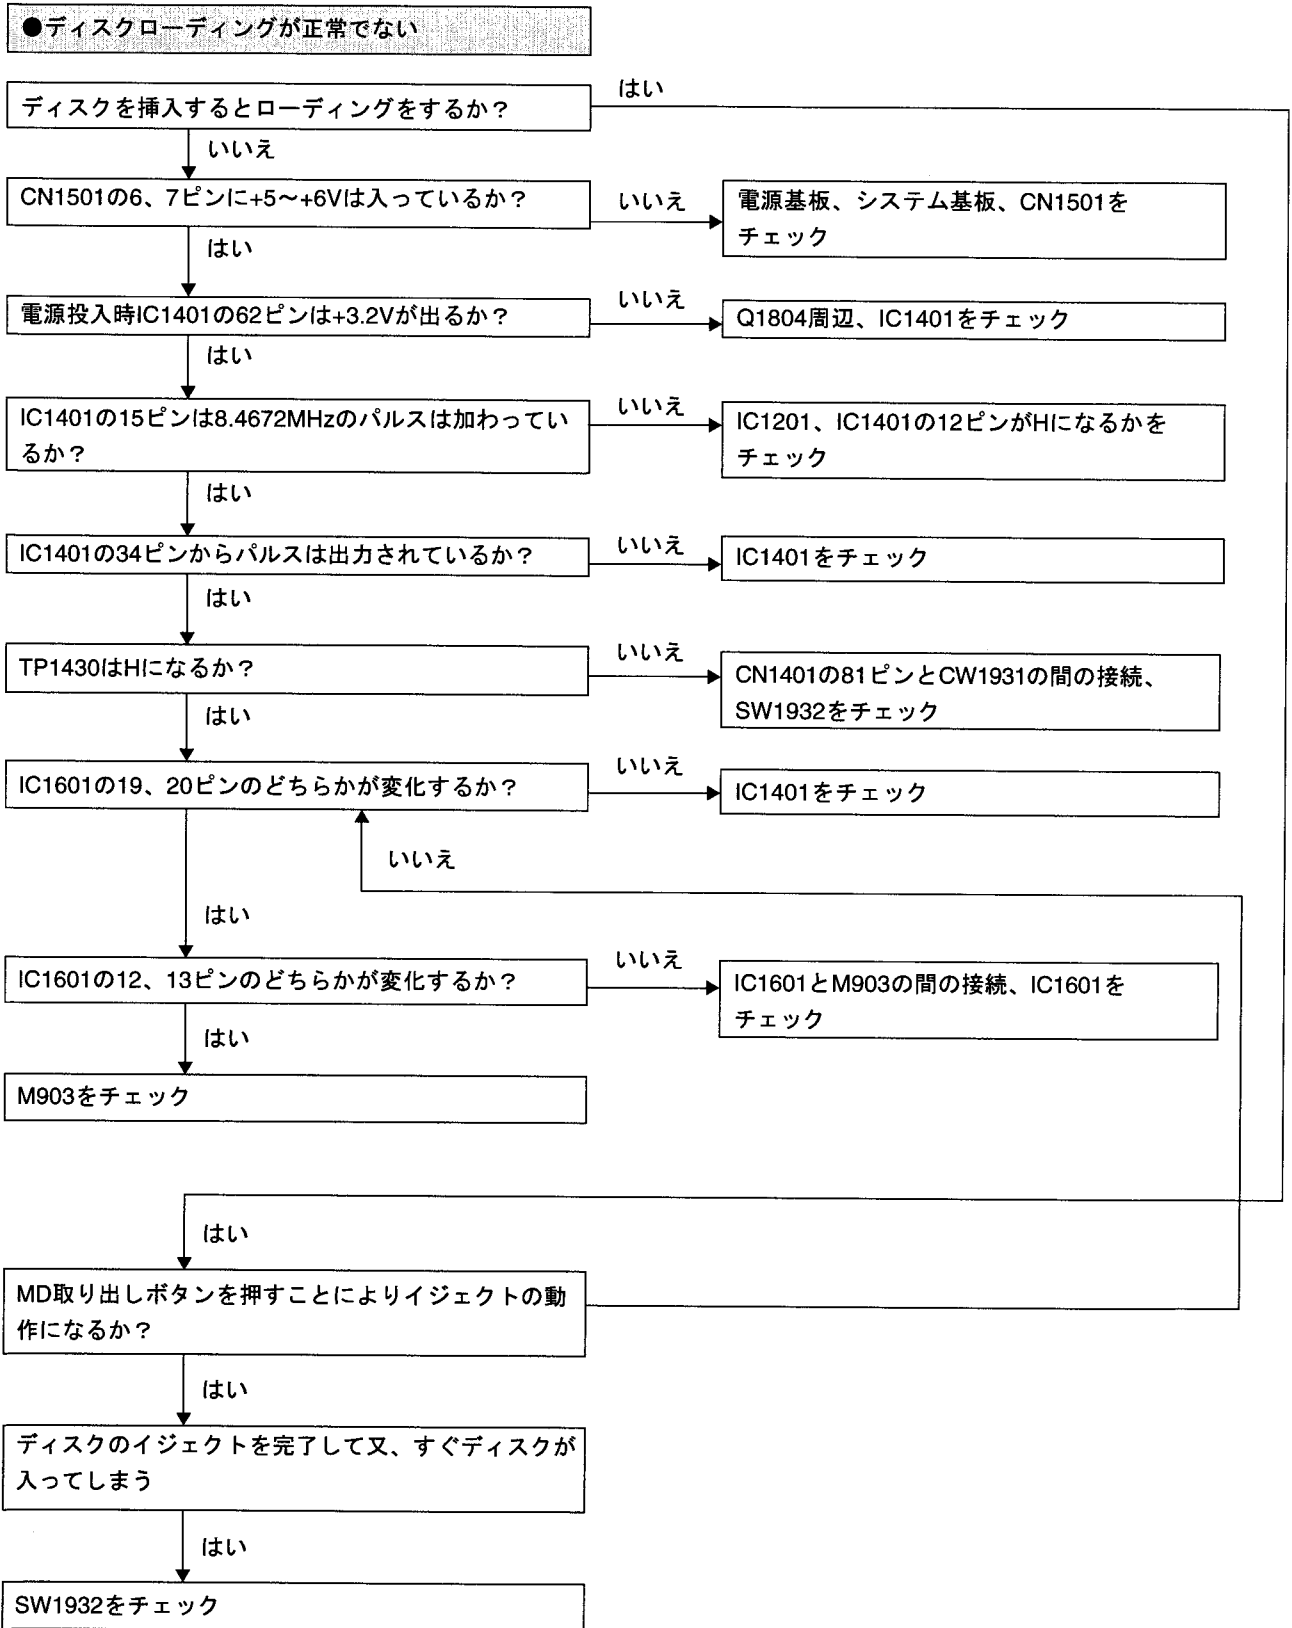 ●ディスクローディングが正常でない
ディスクを挿入するとローディングをするか？
はい
いいえ
CN1501の6、7ピンに+5～+6Vは入っているか？
いいえ
電源基板、システム基板、CN1501を
チェック
はい
電源投入時IC1401の62ピンは+3.2Vが出るか？
いいえ
Q1804周辺、IC1401をチェック
はい
IC1401の15ピンは8.4672MHzのパルスは加わってい
るか？
いいえ
IC1201、IC1401の12ピンがHになるかを
チェック
はい
IC1401の34ピンからパルスは出力されているか？
いいえ
IC1401をチェック
はい
TP1430はHになるか？
いいえ
CN1401の81ピンとCW1931の間の接続、
SW1932をチェック
はい
IC1601の19、20ピンのどちらかが変化するか？
いいえ
IC1401をチェック
いいえ
はい
IC1601の12、13ピンのどちらかが変化するか？
いいえ
IC1601とM903の間の接続、IC1601を
チェック
はい
M903をチェック
はい
MD取り出しボタンを押すことによりイジェクトの動
作になるか？
はい
ディスクのイジェクトを完了して又、すぐディスクが
入ってしまう
はい
SW1932をチェック